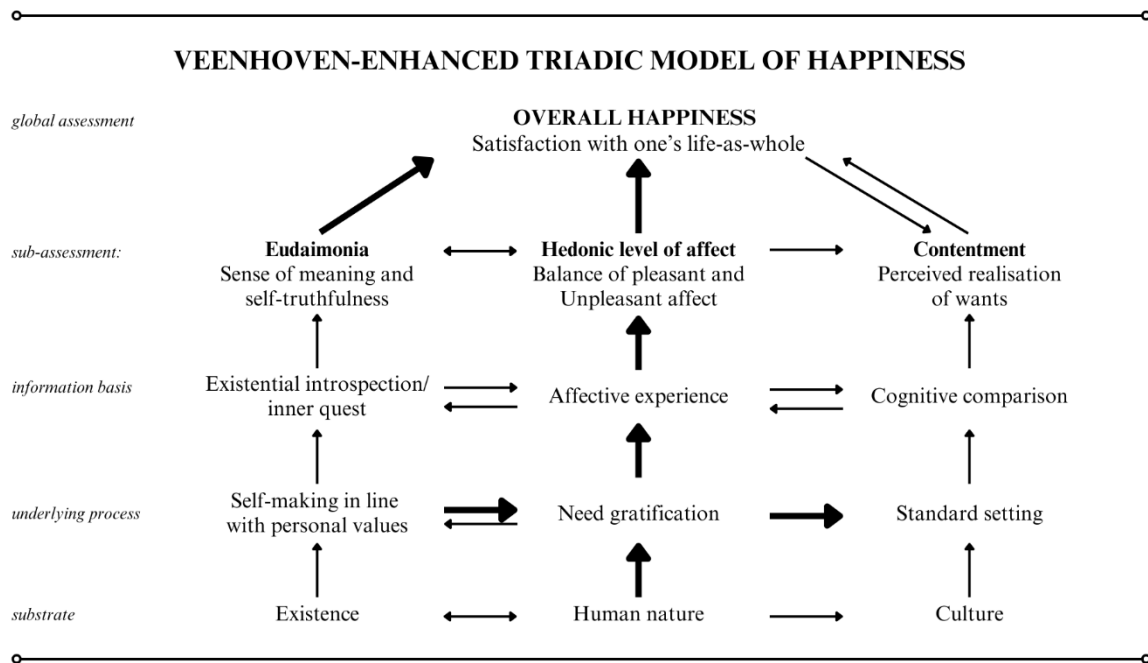 VEENHOVEN-ENHANCED TRIADIC MODEL OF HAPPINESS
global assessment
OVERALL HAPPINESS
Satisfaction with one's life-as-whole
sub-assessment:
Eudaimonia
Sense of meaning and
self-truthfulness
Hedonic level of affect
Balance of pleasant and
Unpleasant affect
Contentment
Perceived realisation
of wants
information basis
Existential introspection/
inner quest
Affective experience
Cognitive comparison
underlying process
Self-making in line
with personal values
Need gratification
Standard setting
substrate
Existence
Human nature
Culture